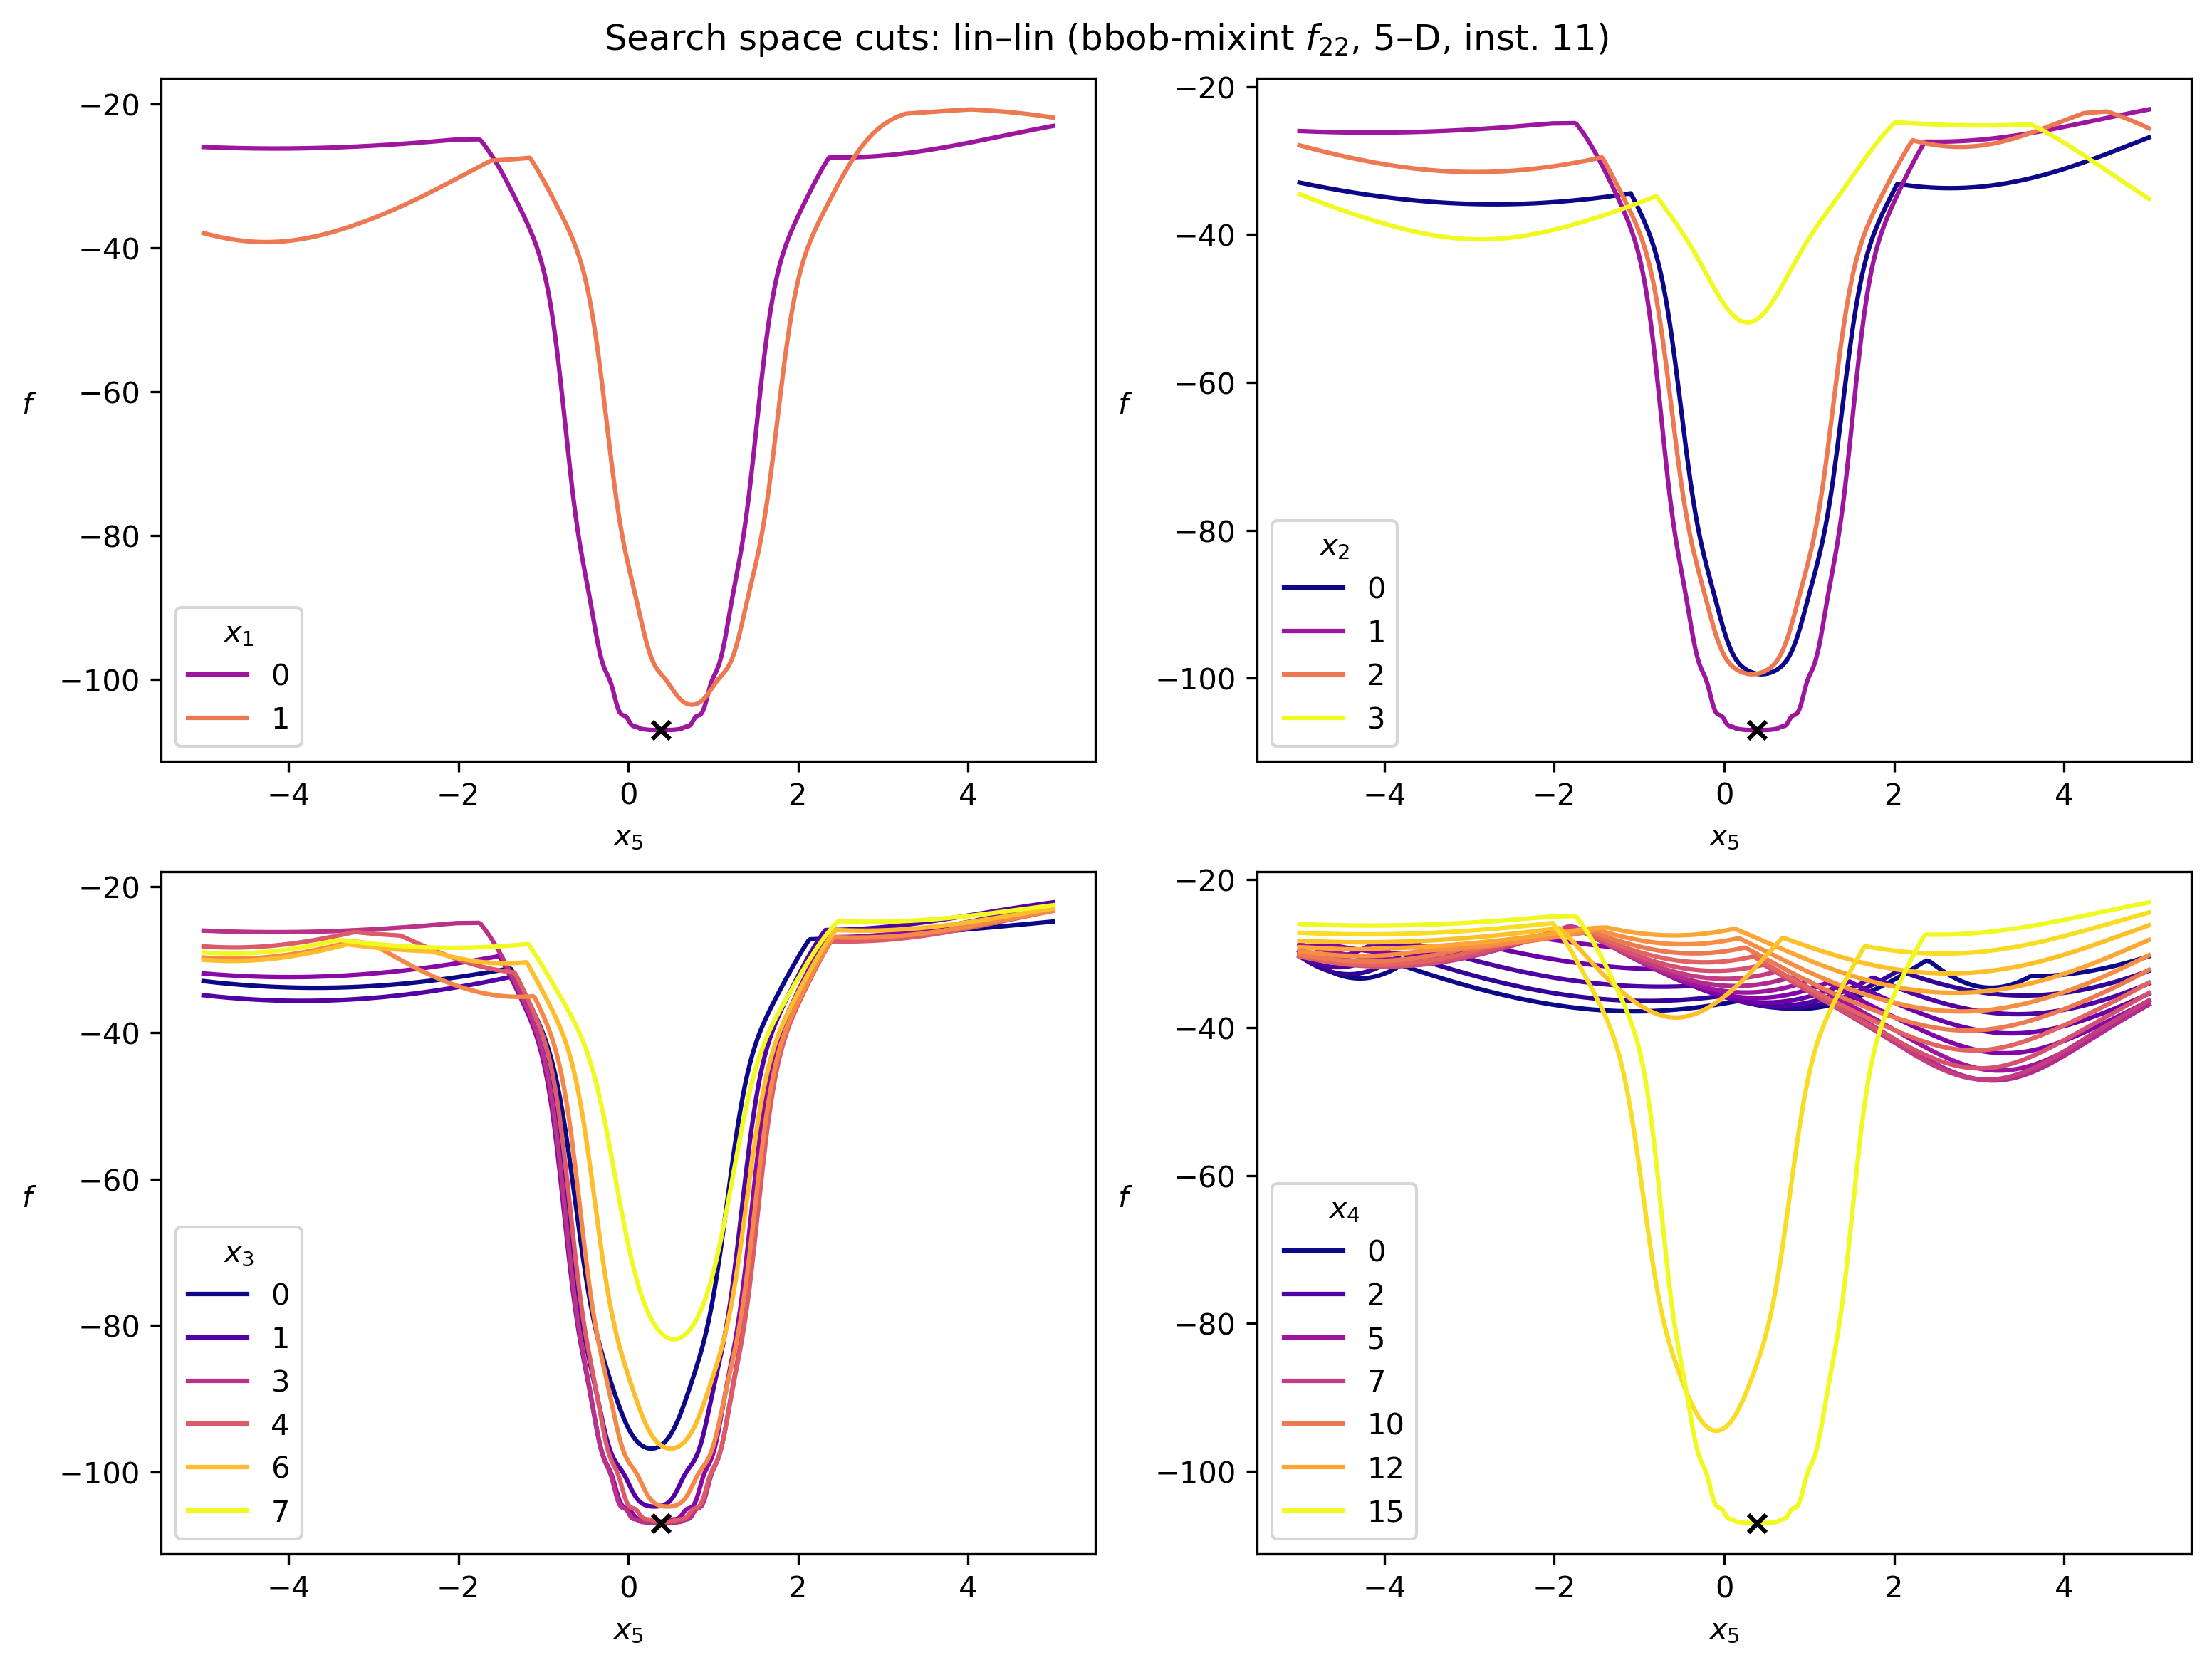 Search space cuts: lin–lin (bbob-mixint f₂₂, 5–D, inst. 11)
−20
−40
−60
−80
−100
f
x₁
0
1
−4 −2 0 2 4
x₅
−20
−40
−60
−80
−100
f
x₂
0
1
2
3
−4 −2 0 2 4
x₅
−20
−40
−60
−80
−100
f
x₃
0
1
3
4
6
7
−4 −2 0 2 4
x₅
−20
−40
−60
−80
−100
f
x₄
0
2
5
7
10
12
15
−4 −2 0 2 4
x₅